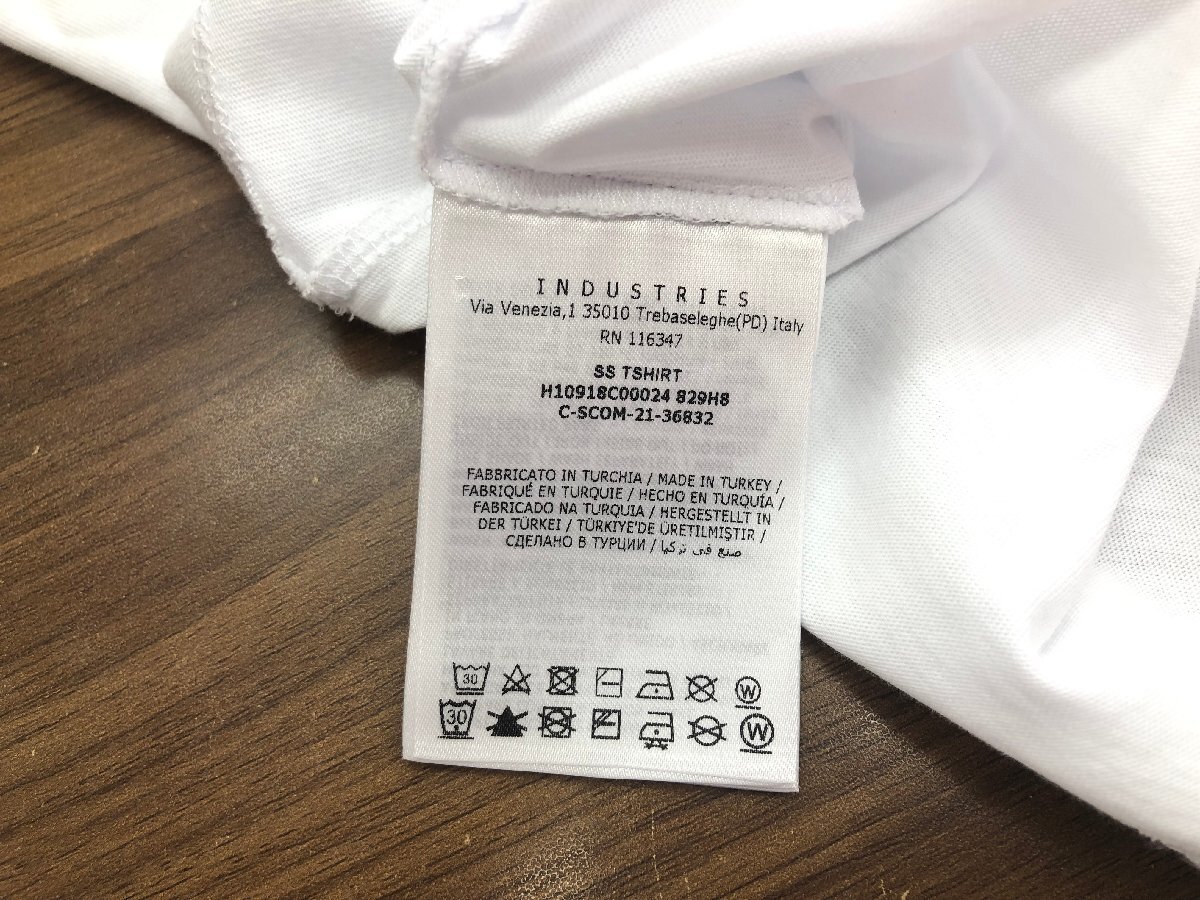 INDUSTRIES
Via Venezia,1 35010 Trebaseleghe(PD) Italy
RN 116347
SS TSHIRT
H10918C00024 829H8
C-SCOM-21-36832
FABBRICATO IN TURCHIA / MADE IN TURKEY /
FABRIQUÉ EN TURQUIE / HECHO EN TURQUÍA /
FABRICADO NA TURQUIA / HERGESTELLT IN
DER TÜRKEI / TÜRKIYE'DE ÜRETILMIŞTIR /
СДЕЛАНО В ТУРЦИИ / صنع في تركيا
30 W
30 W